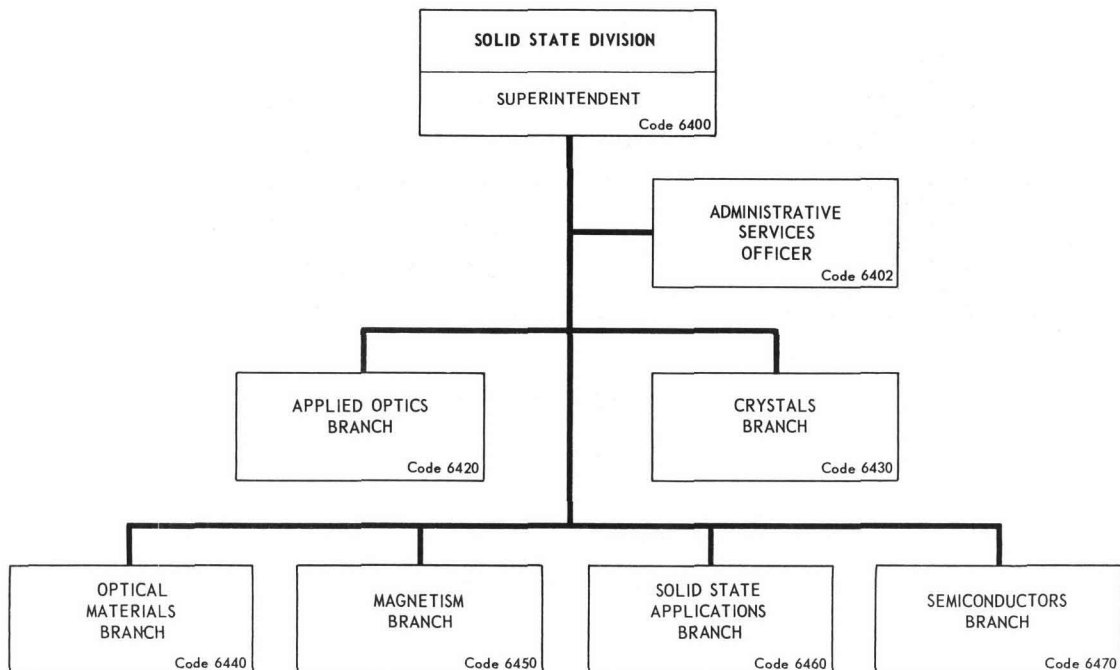 SOLID STATE DIVISION
SUPERINTENDENT
Code 6400
ADMINISTRATIVE
SERVICES
OFFICER
Code 6402
APPLIED OPTICS
BRANCH
Code 6420
CRYSTALS
BRANCH
Code 6430
OPTICAL
MATERIALS
BRANCH
Code 6440
MAGNETISM
BRANCH
Code 6450
SOLID STATE
APPLICATIONS
BRANCH
Code 6460
SEMICONDUCTORS
BRANCH
Code 6470